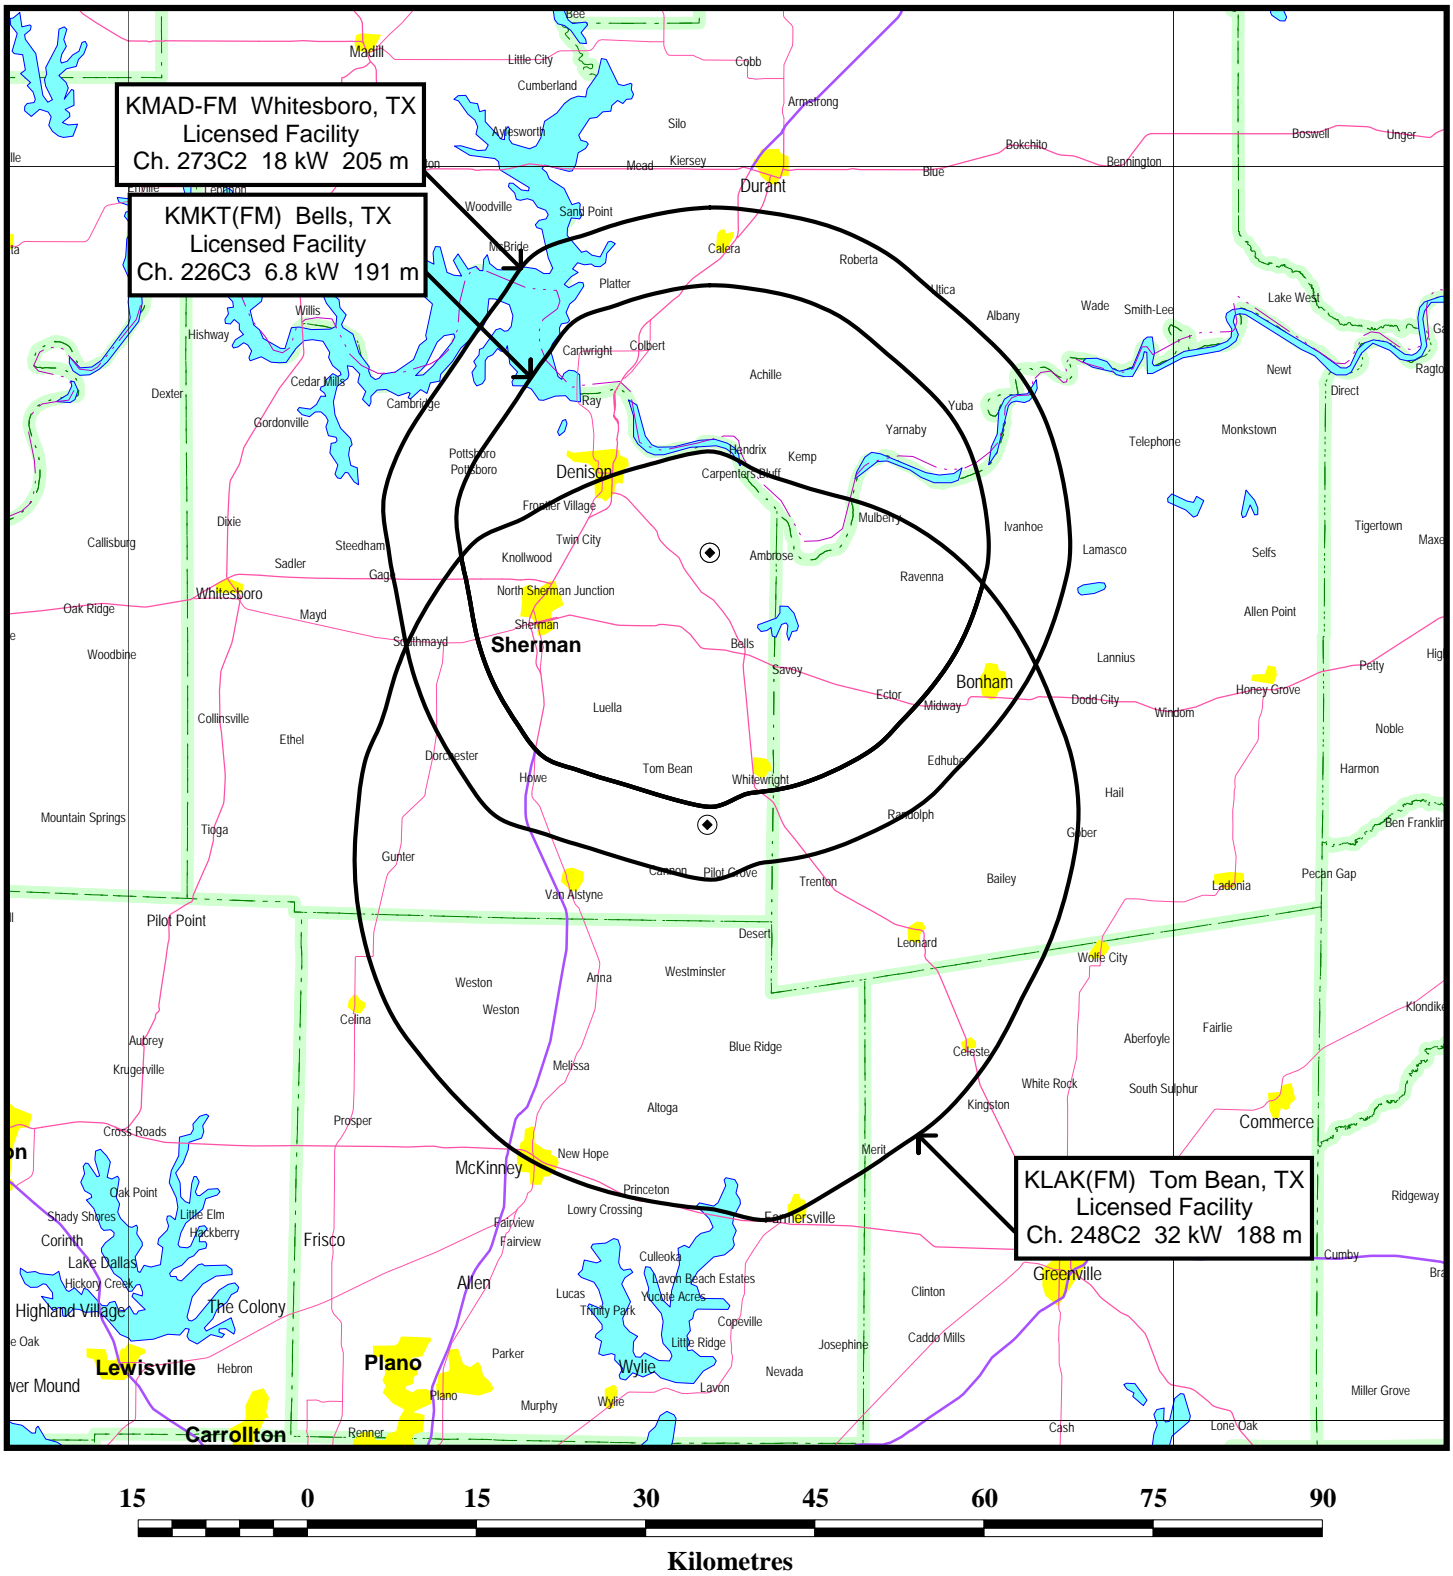 Bee
Madill
Little City
Cobb
Cumberland
Armstrong
KMAD-FM Whitesboro, TX
Licensed Facility
Ch. 273C2 18 kW 205 m
Aylesworth
Silo
Boswell
Unger
Bokchito
Mead
Kiersey
Bennington
Blue
Durant
KMKT(FM) Bells, TX
Licensed Facility
Ch. 226C3 6.8 kW 191 m
Woodville
Sand Point
McBride
Calera
Roberta
Platter
Utica
Lake West
Wade
Smith-Lee
Albany
Willis
Hishway
Cartwright
Colbert
Achille
Newt
Direct
Cedar Mills
Dexter
Cambridge
Ray
Yuba
Gordonville
Yarnaby
Monkstown
Telephone
Pottsboro
Pottsboro
Hendrix
Kemp
Denison
Carpenters Bluff
Frontier Village
Mulberry
Ivanhoe
Tigertown
Dixie
Callisburg
Steedham
Twin City
Knollwood
Ambrose
Lamasco
Selfs
Sadler
Gage
Ravenna
Whitesboro
North Sherman Junction
Oak Ridge
Mayd
Sherman
Allen Point
Southmayd
Sherman
Bells
Woodbine
Savoy
Lannius
Petty
Bonham
Honey Grove
Ector
Midway
Dodd City
Windom
Luella
Collinsville
Ethel
Noble
Dorchester
Edhube
Tom Bean
Howe
Whitewright
Harmon
Hail
Mountain Springs
Tioga
Randolph
Gober
Ben Franklin
Gunter
Cannon
Pilot Grove
Trenton
Bailey
Pecan Gap
Ladonia
Van Alstyne
Pilot Point
Desert
Leonard
Wolfe City
Westminster
Weston
Anna
Weston
Klondike
Celina
Fairlie
Aubrey
Aberfoyle
Blue Ridge
Celeste
Krugerville
Melissa
White Rock
South Sulphur
Altoga
Kingston
Prosper
Commerce
Cross Roads
Merit
New Hope
McKinney
KLAK(FM) Tom Bean, TX
Licensed Facility
Ch. 248C2 32 kW 188 m
Princeton
Oak Point
Ridgeway
Lowry Crossing
Little Elm
Shady Shores
Farmersville
Hackberry
Fairview
Corinth
Frisco
Fairview
Culleoka
Cumby
Lake Dallas
Greenville
Hickory Creek
Allen
Lavon Beach Estates
Lucas
Yucote Acres
Clinton
Highland Village
The Colony
Trinity Park
Copeville
Caddo Mills
Little Ridge
Josephine
Parker
Lewisville
Hebron
Plano
Wylie
Nevada
Lavon
Plano
Miller Grove
Murphy
Wylie
Lone Oak
Cash
Carrollton
Renner
15 0 15 30 45 60 75 90
Kilometres